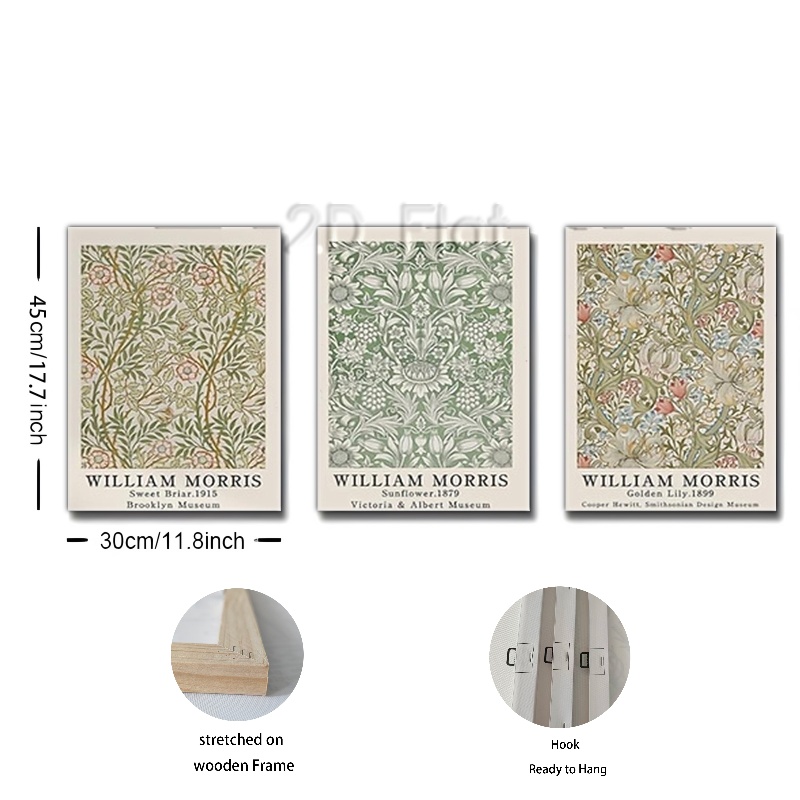 2D Flat
45cm/17.7inch
WILLIAM MORRIS
Sweet Briar.1915
Brooklyn Museum
WILLIAM MORRIS
Sunflower.1879
Victoria & Albert Museum
WILLIAM MORRIS
Golden Lily.1899
Cooper Hewitt, Smithsonian Design Museum
30cm/11.8inch
stretched on
wooden Frame
Hook
Ready to Hang